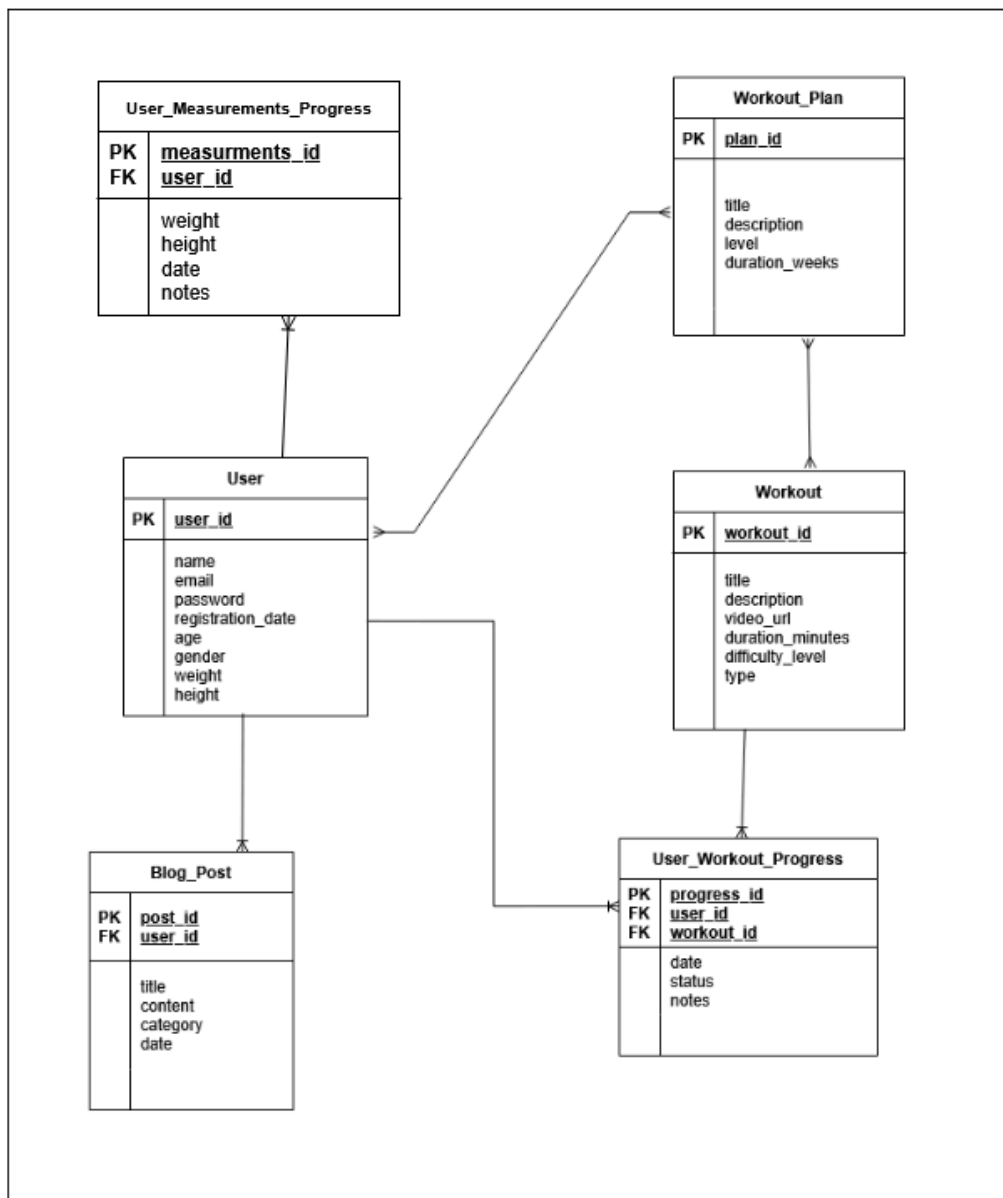 User_Measurements_Progress
PK measurments_id
FK user_id
weight
height
date
notes
Workout_Plan
PK plan_id
title
description
level
duration_weeks
User
PK user_id
name
email
password
registration_date
age
gender
weight
height
Workout
PK workout_id
title
description
video_url
duration_minutes
difficulty_level
type
Blog_Post
PK post_id
FK user_id
title
content
category
date
User_Workout_Progress
PK progress_id
FK user_id
FK workout_id
date
status
notes